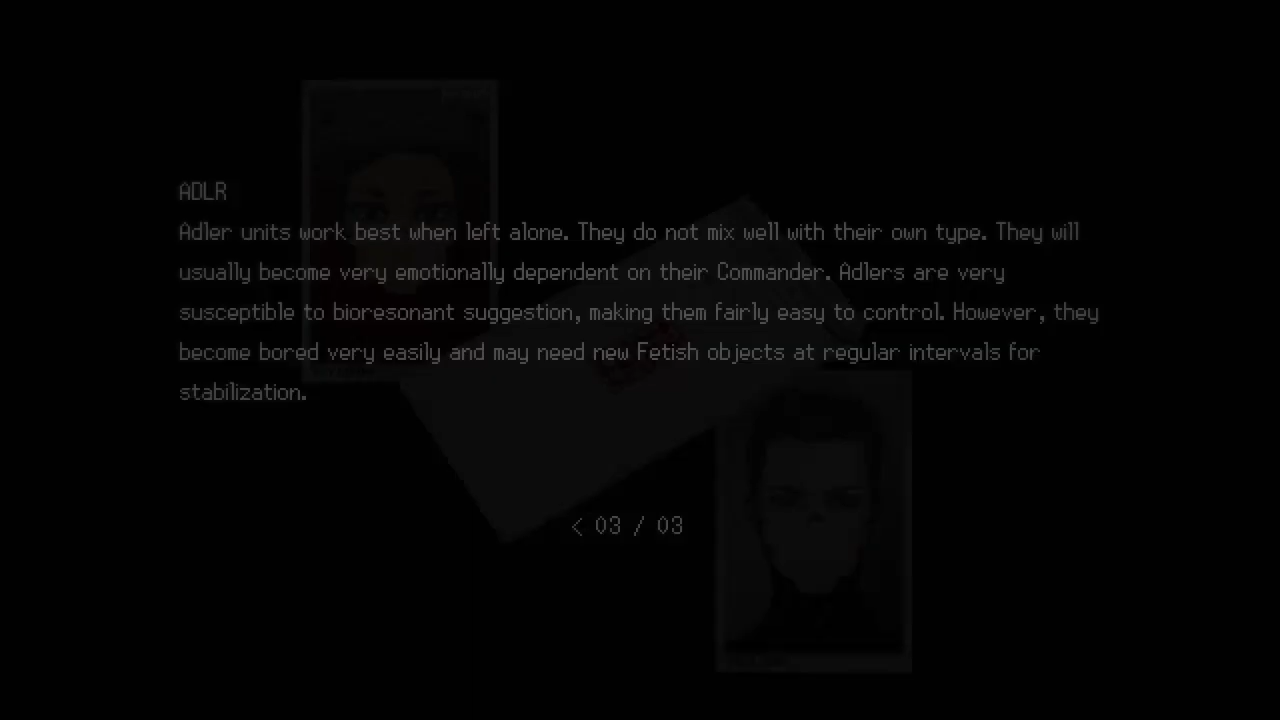 ADLR
Adler units work best when left alone. They do not mix well with their own type. They will
usually become very emotionally dependent on their Commander. Adlers are very
susceptible to bioresonant suggestion, making them fairly easy to control. However, they
become bored very easily and may need new Fetish objects at regular intervals for
stabilization.
< 03 / 03